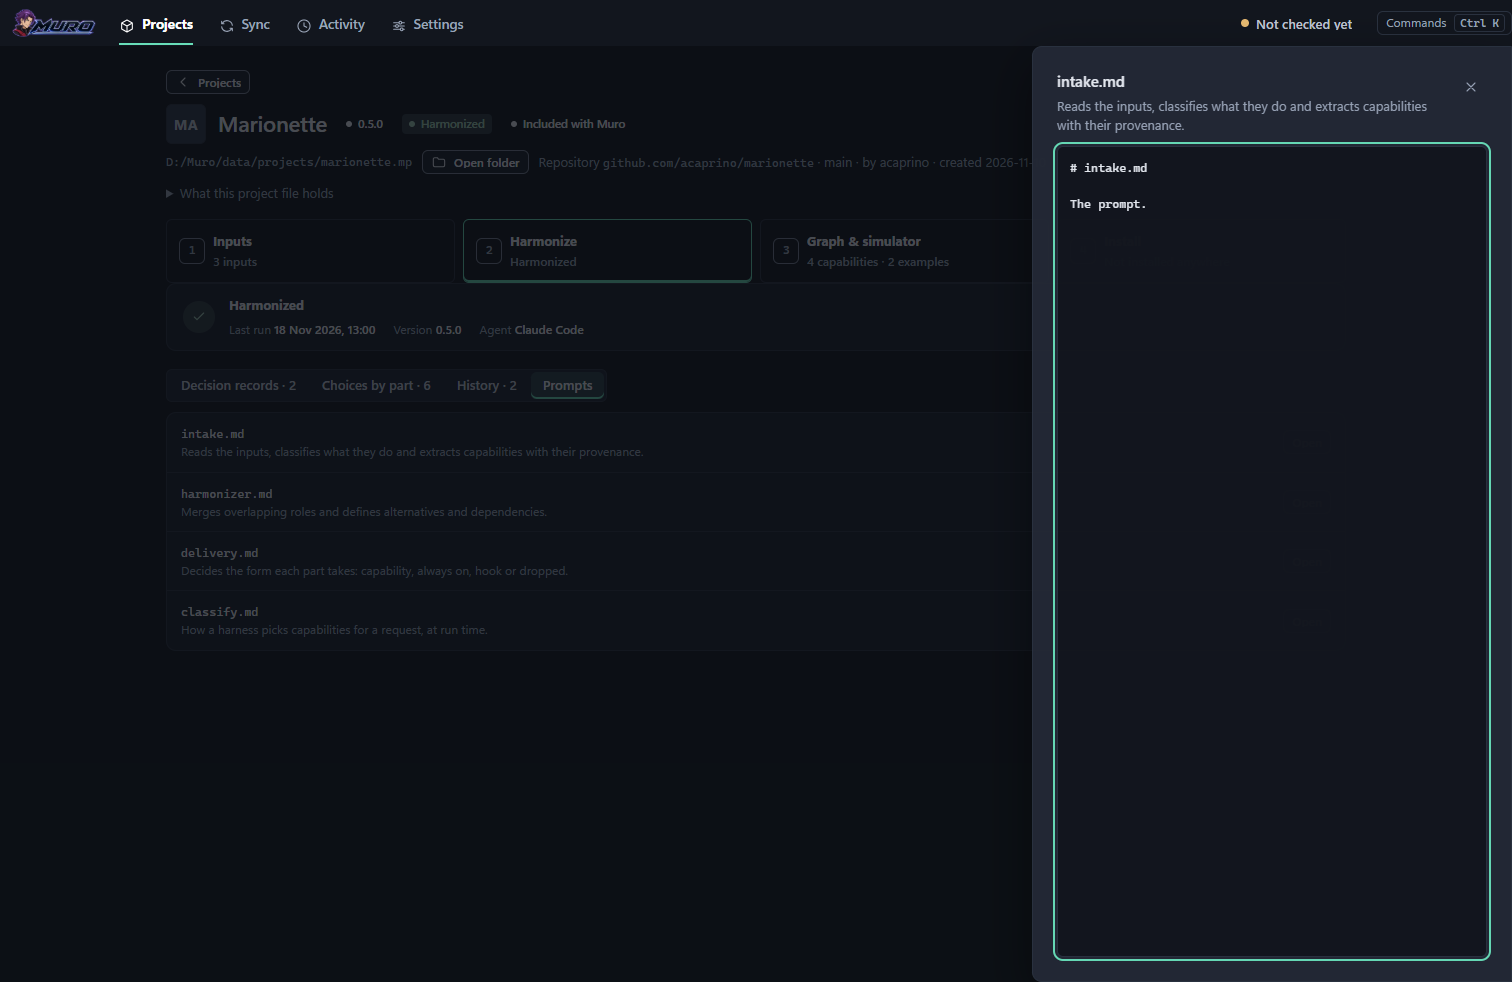 MURO
Projects
Sync
Activity
Settings
Not checked yet
Commands
Ctrl K
Projects
MA
Marionette
0.5.0
Harmonized
Included with Muro
D:/Muro/data/projects/marionette.mp
Open folder
Repository github.com/acaprino/marionette · main · by acaprino · created 2026-11-
What this project file holds
1
Inputs
3 inputs
2
Harmonize
Harmonized
3
Graph & simulator
4 capabilities · 2 examples
Harmonized
Last run 18 Nov 2026, 13:00
Version 0.5.0
Agent Claude Code
Decision records · 2
Choices by part · 6
History · 2
Prompts
intake.md
Reads the inputs, classifies what they do and extracts capabilities with their provenance.
harmonizer.md
Merges overlapping roles and defines alternatives and dependencies.
delivery.md
Decides the form each part takes: capability, always on, hook or dropped.
classify.md
How a harness picks capabilities for a request, at run time.
intake.md
Reads the inputs, classifies what they do and extracts capabilities
with their provenance.
# intake.md
The prompt.